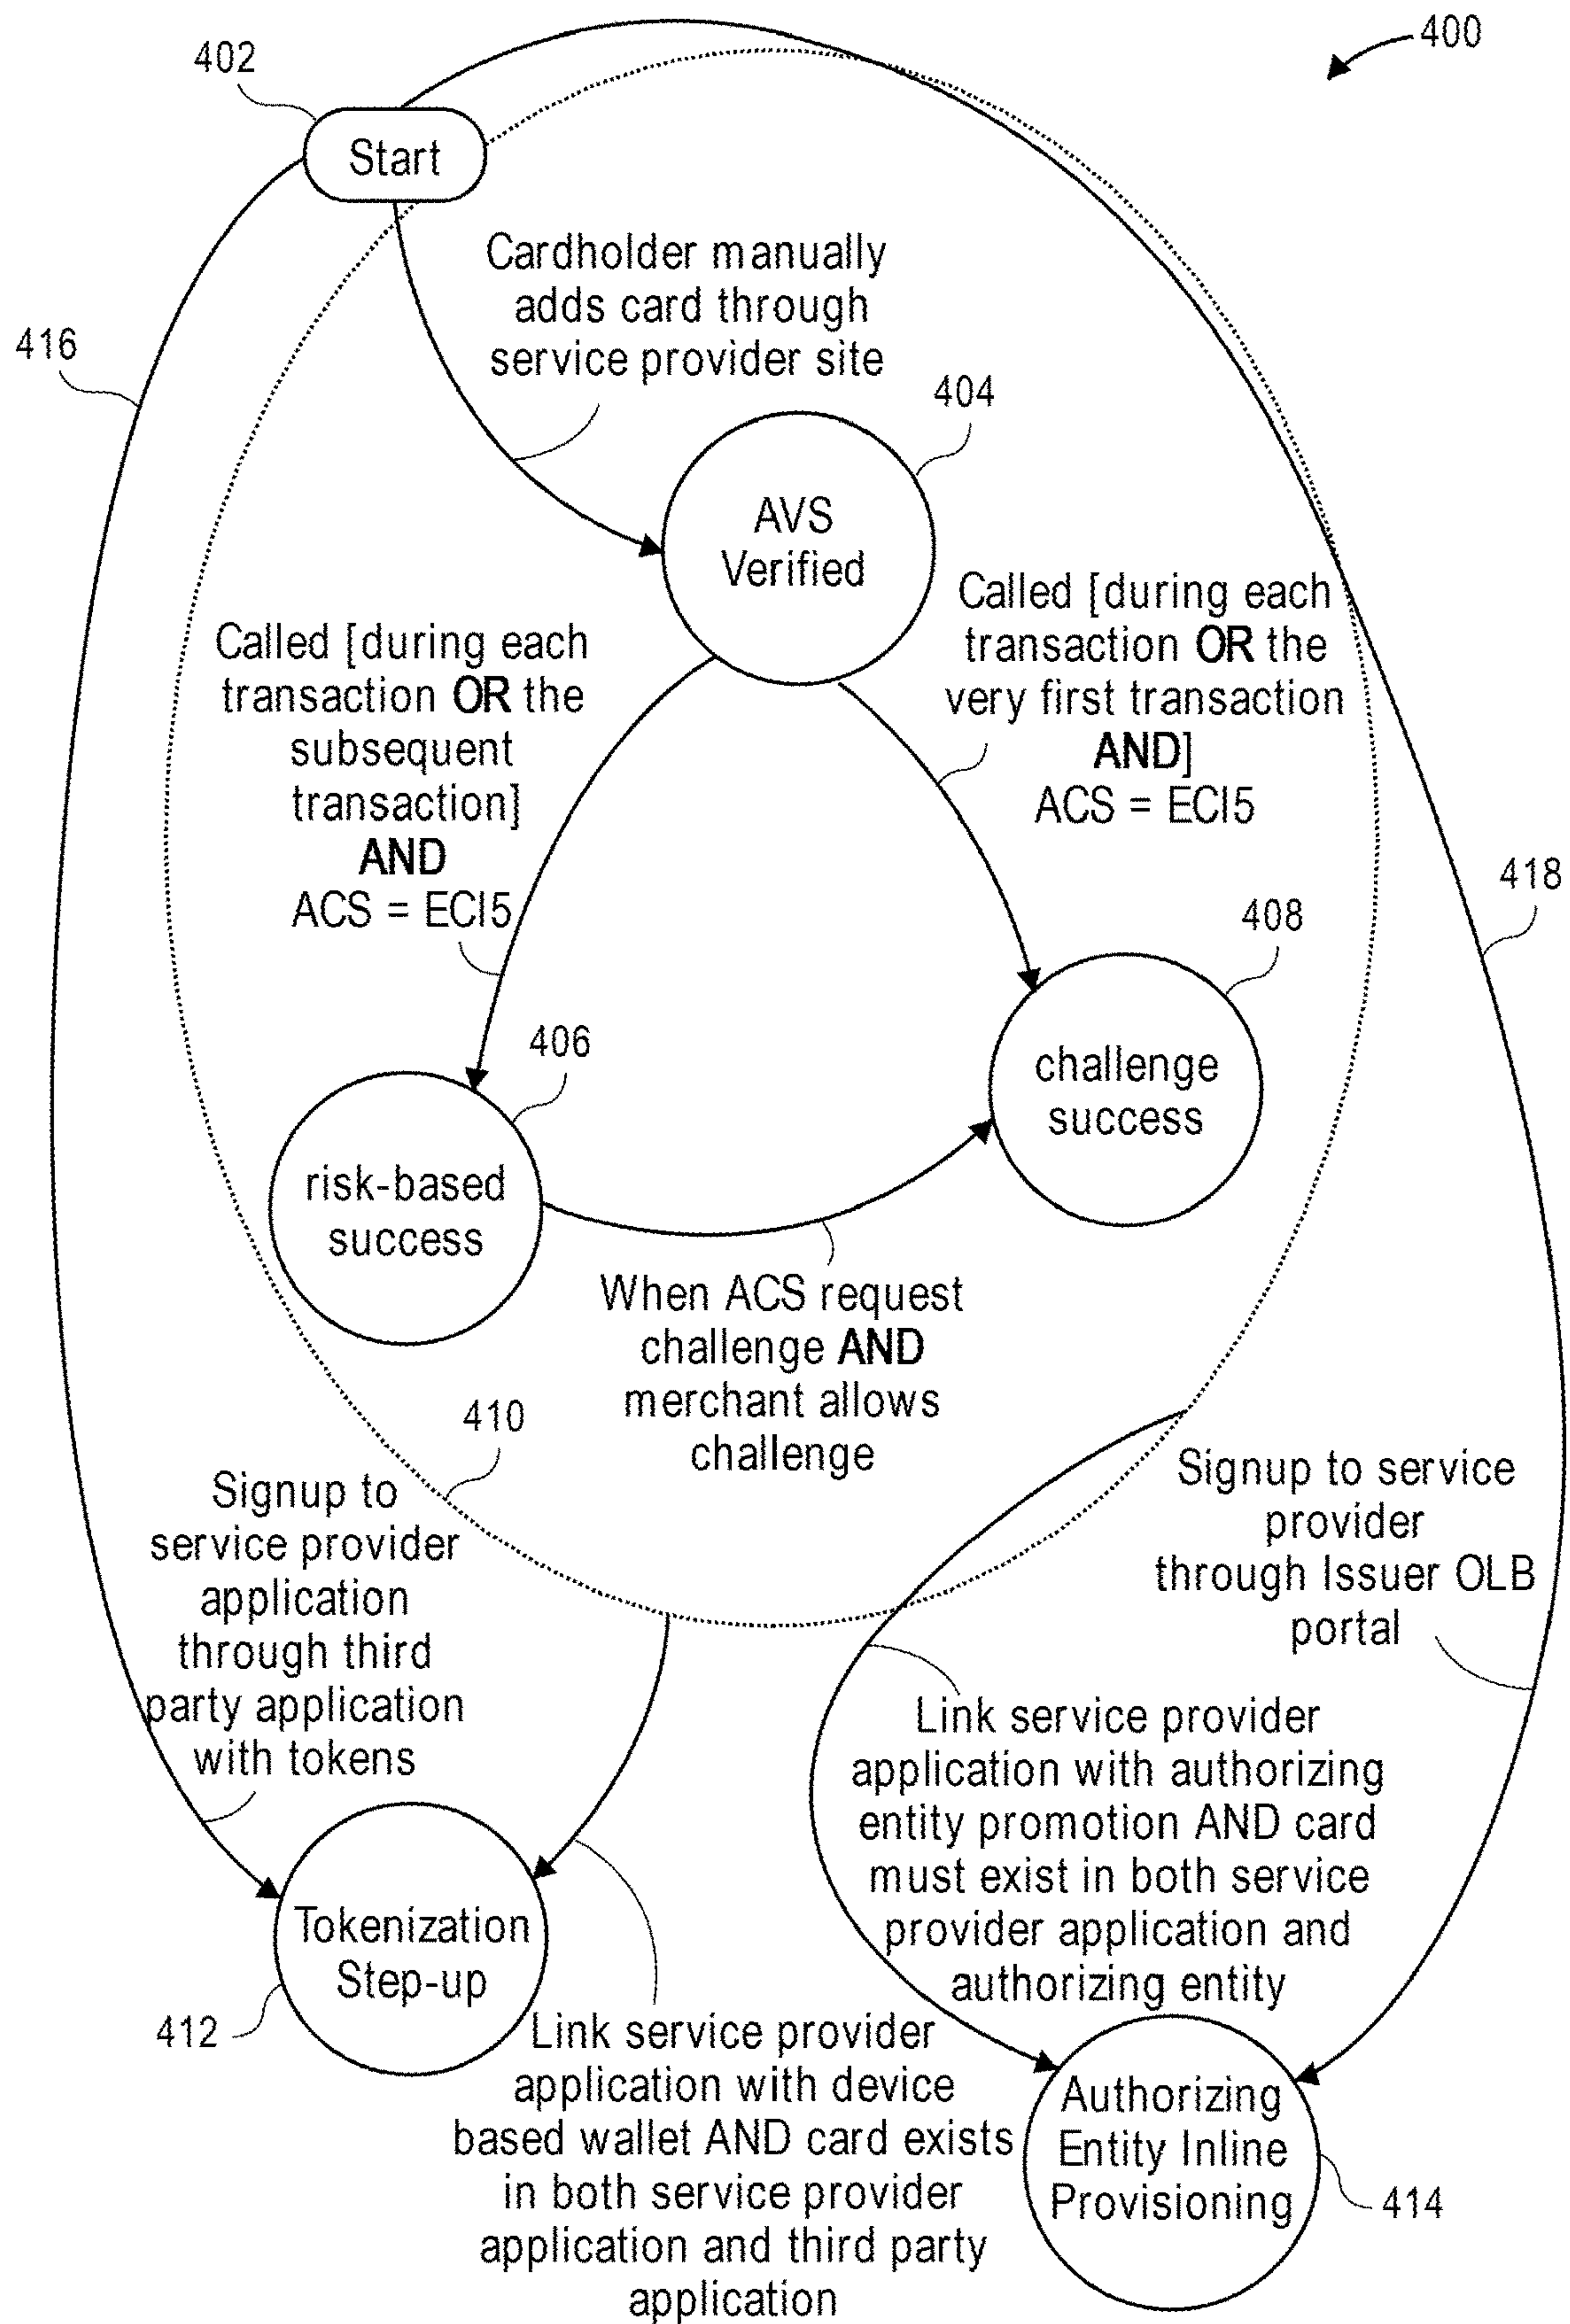 400
402
Start
Cardholder manually
adds card through
service provider site
416
404
AVS
Verified
Called [during each
transaction OR the
subsequent
transaction]
AND
ACS = ECI5
Called [during each
transaction OR the
very first transaction
AND]
ACS = ECI5
418
408
challenge
success
406
risk-based
success
When ACS request
challenge AND
merchant allows
challenge
410
Signup to
service provider
application
through third
party application
with tokens
Signup to service
provider
through Issuer OLB
portal
Link service provider
application with authorizing
entity promotion AND card
must exist in both service
provider application and
authorizing entity
Tokenization
Step-up
412
Link service provider
application with device
based wallet AND card exists
in both service provider
application and third party
application
Authorizing
Entity Inline
Provisioning
414